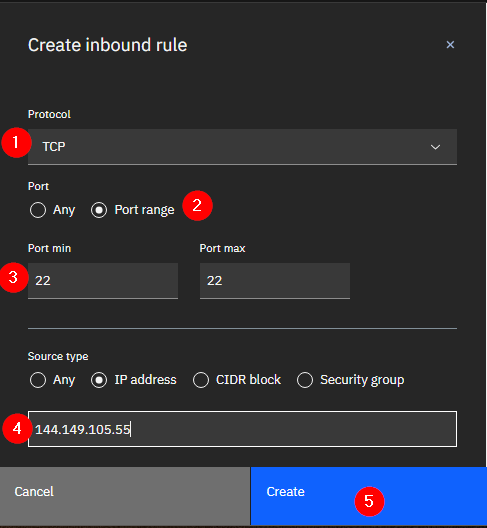 Create inbound rule ×
Protocol
1 TCP
Port
Any Port range 2
Port min Port max
3 22 22
Source type
Any IP address CIDR block Security group
4 144.149.105.55
Cancel Create 5